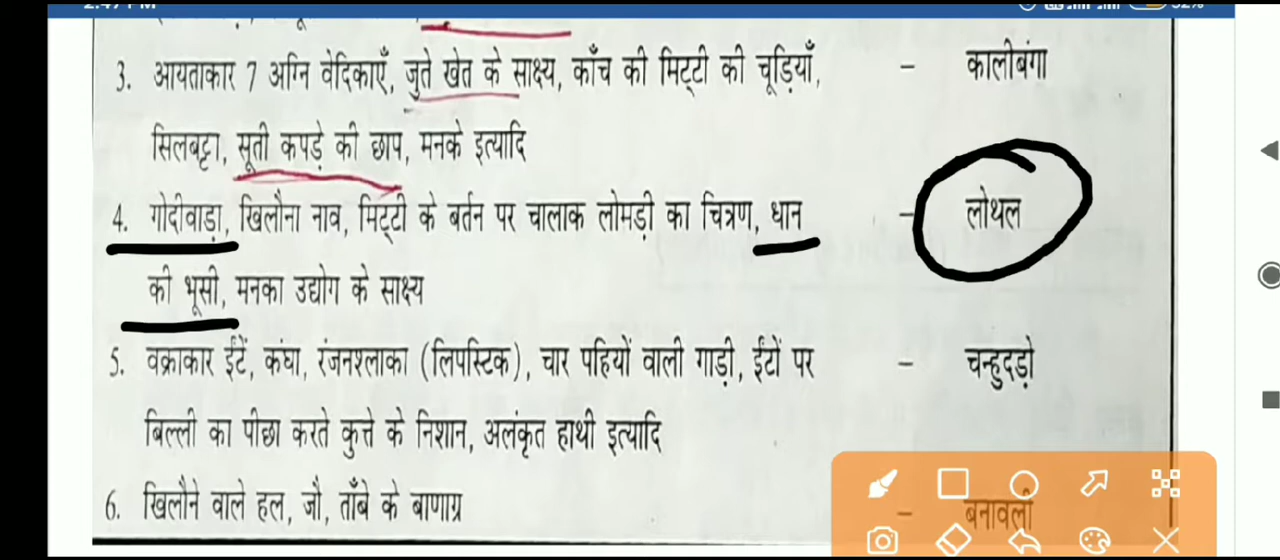 3. आयताकार 7 अग्नि वेदिकाएँ, जुते खेत के साक्ष्य, काँच की मिट्टी की चूड़ियाँ, - कालीबंगा
सिलबट्टा, सूती कपड़े की छाप, मनके इत्यादि
4. गोदीवाड़ा, खिलौना नाव, मिट्टी के बर्तन पर चालाक लोमड़ी का चित्रण, धान - लोथल
की भूसी, मनका उद्योग के साक्ष्य
5. वक्राकार ईंटें, कंघा, रंजनश्लाका (लिपस्टिक), चार पहियों वाली गाड़ी, ईंटों पर - चन्हुदड़ो
बिल्ली का पीछा करते कुत्ते के निशान, अलंकृत हाथी इत्यादि
6. खिलौने वाले हल, जौ, ताँबे के बाणाग्र - बनावली